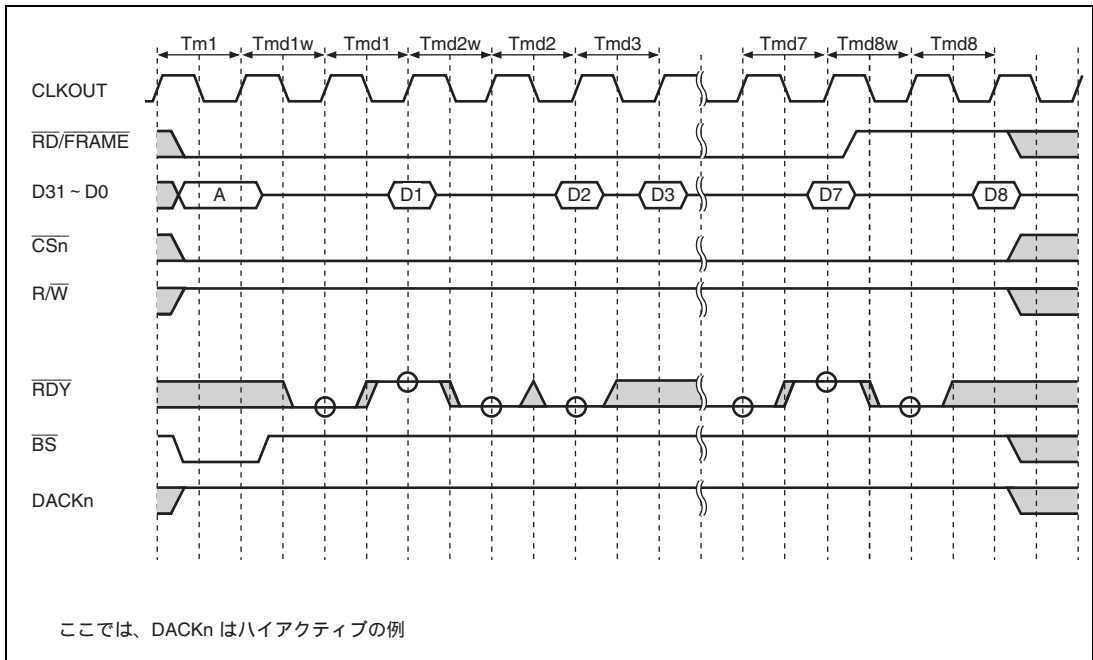 Tm1 Tmd1w Tmd1 Tmd2w Tmd2 Tmd3 Tmd7 Tmd8w Tmd8
CLKOUT
RD/FRAME
D31 ~ D0 A D1 D2 D3 D7 D8
CSn
R/W
RDY
BS
DACKn
ここでは、DACKn はハイアクティブの例